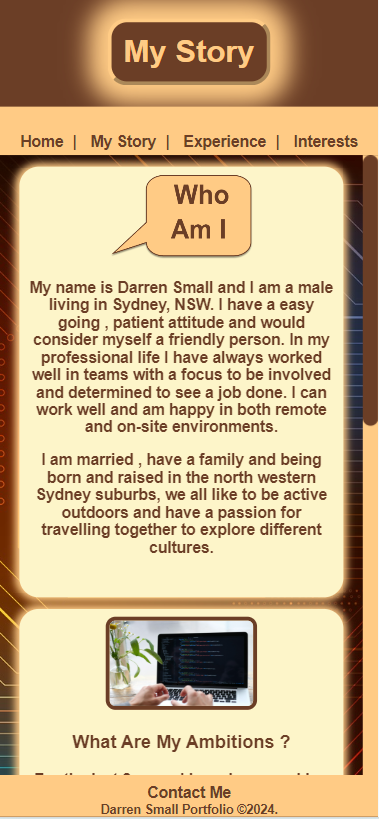 My Story
Home | My Story | Experience | Interests
Who
Am I
My name is Darren Small and I am a male
living in Sydney, NSW. I have a easy
going , patient attitude and would
consider myself a friendly person. In my
professional life I have always worked
well in teams with a focus to be involved
and determined to see a job done. I can
work well and am happy in both remote
and on-site environments.
I am married , have a family and being
born and raised in the north western
Sydney suburbs, we all like to be active
outdoors and have a passion for
travelling together to explore different
cultures.
What Are My Ambitions ?
Contact Me
Darren Small Portfolio ©2024.